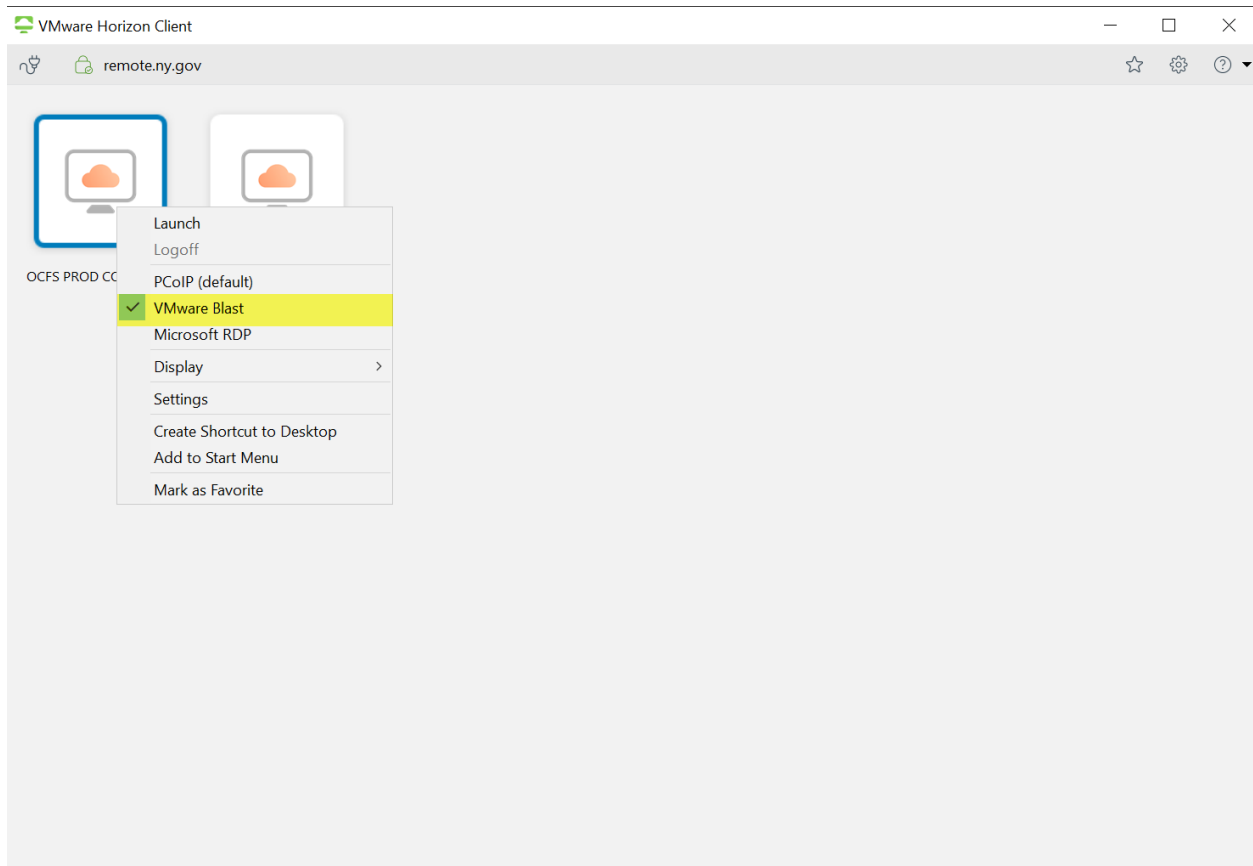 VMware Horizon Client
remote.ny.gov
OCFS PROD
Launch
Logoff
PCoIP (default)
VMware Blast
Microsoft RDP
Display
Settings
Create Shortcut to Desktop
Add to Start Menu
Mark as Favorite